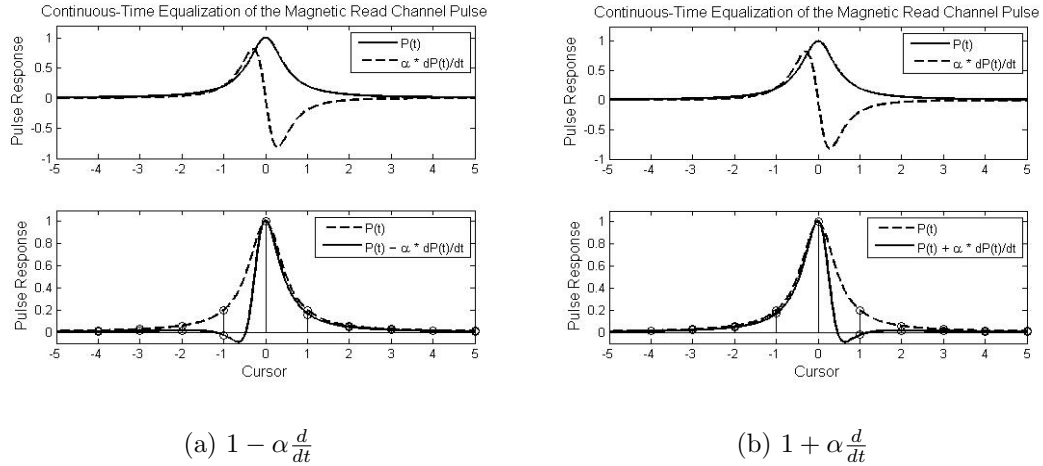 Continuous-Time Equalization of the Magnetic Read Channel Pulse
Pulse Response
1
0.5
0
-0.5
-1
P(t)
α * dP(t)/dt
-5 -4 -3 -2 -1 0 1 2 3 4 5
Pulse Response
1
0.8
0.6
0.4
0.2
0
P(t)
P(t) − α * dP(t)/dt
-5 -4 -3 -2 -1 0 1 2 3 4 5
Cursor
(a) 1 − α d/dt
Continuous-Time Equalization of the Magnetic Read Channel Pulse
Pulse Response
1
0.5
0
-0.5
-1
P(t)
α * dP(t)/dt
-5 -4 -3 -2 -1 0 1 2 3 4 5
Pulse Response
1
0.8
0.6
0.4
0.2
0
P(t)
P(t) + α * dP(t)/dt
-5 -4 -3 -2 -1 0 1 2 3 4 5
Cursor
(b) 1 + α d/dt